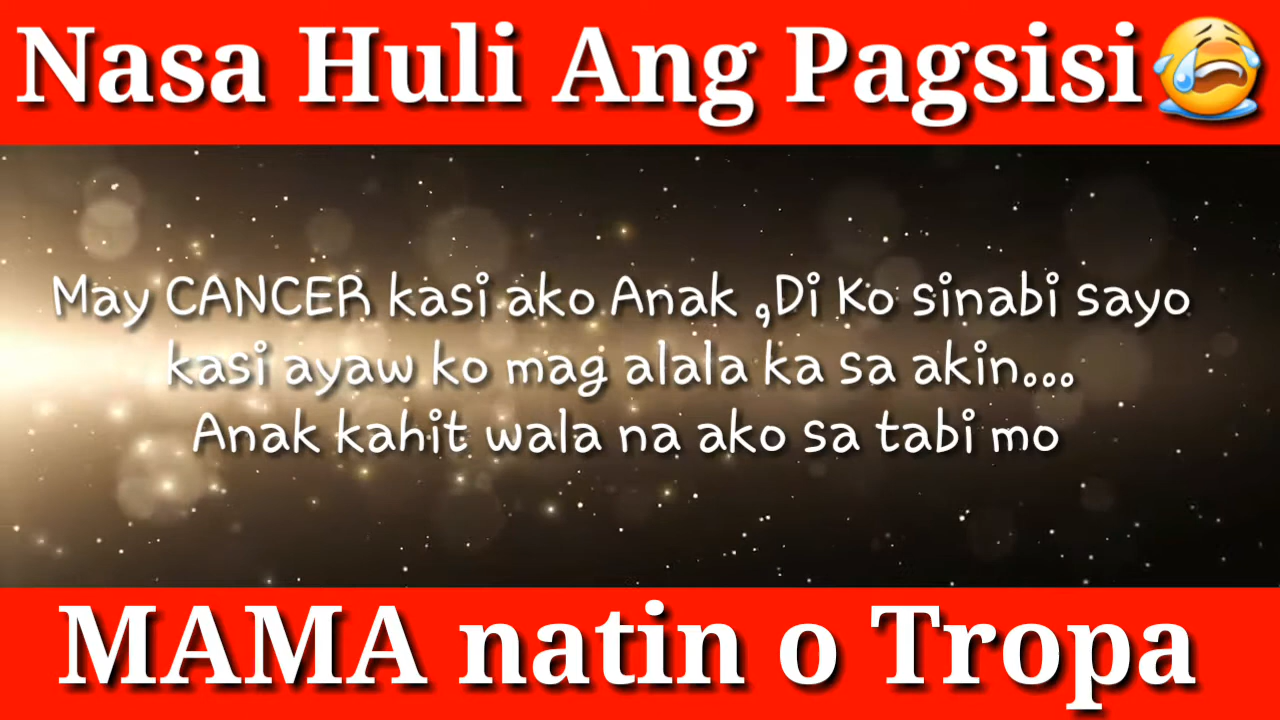 Nasa Huli Ang Pagsisi😭
May CANCER kasi ako Anak ,Di Ko sinabi sayo
kasi ayaw ko mag alala ka sa akin...
Anak kahit wala na ako sa tabi mo
MAMA natin o Tropa